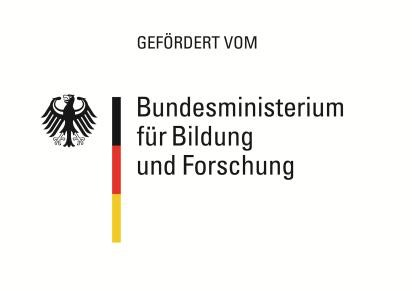 GEFÖRDERT VOM
Bundesministerium
für Bildung
und Forschung